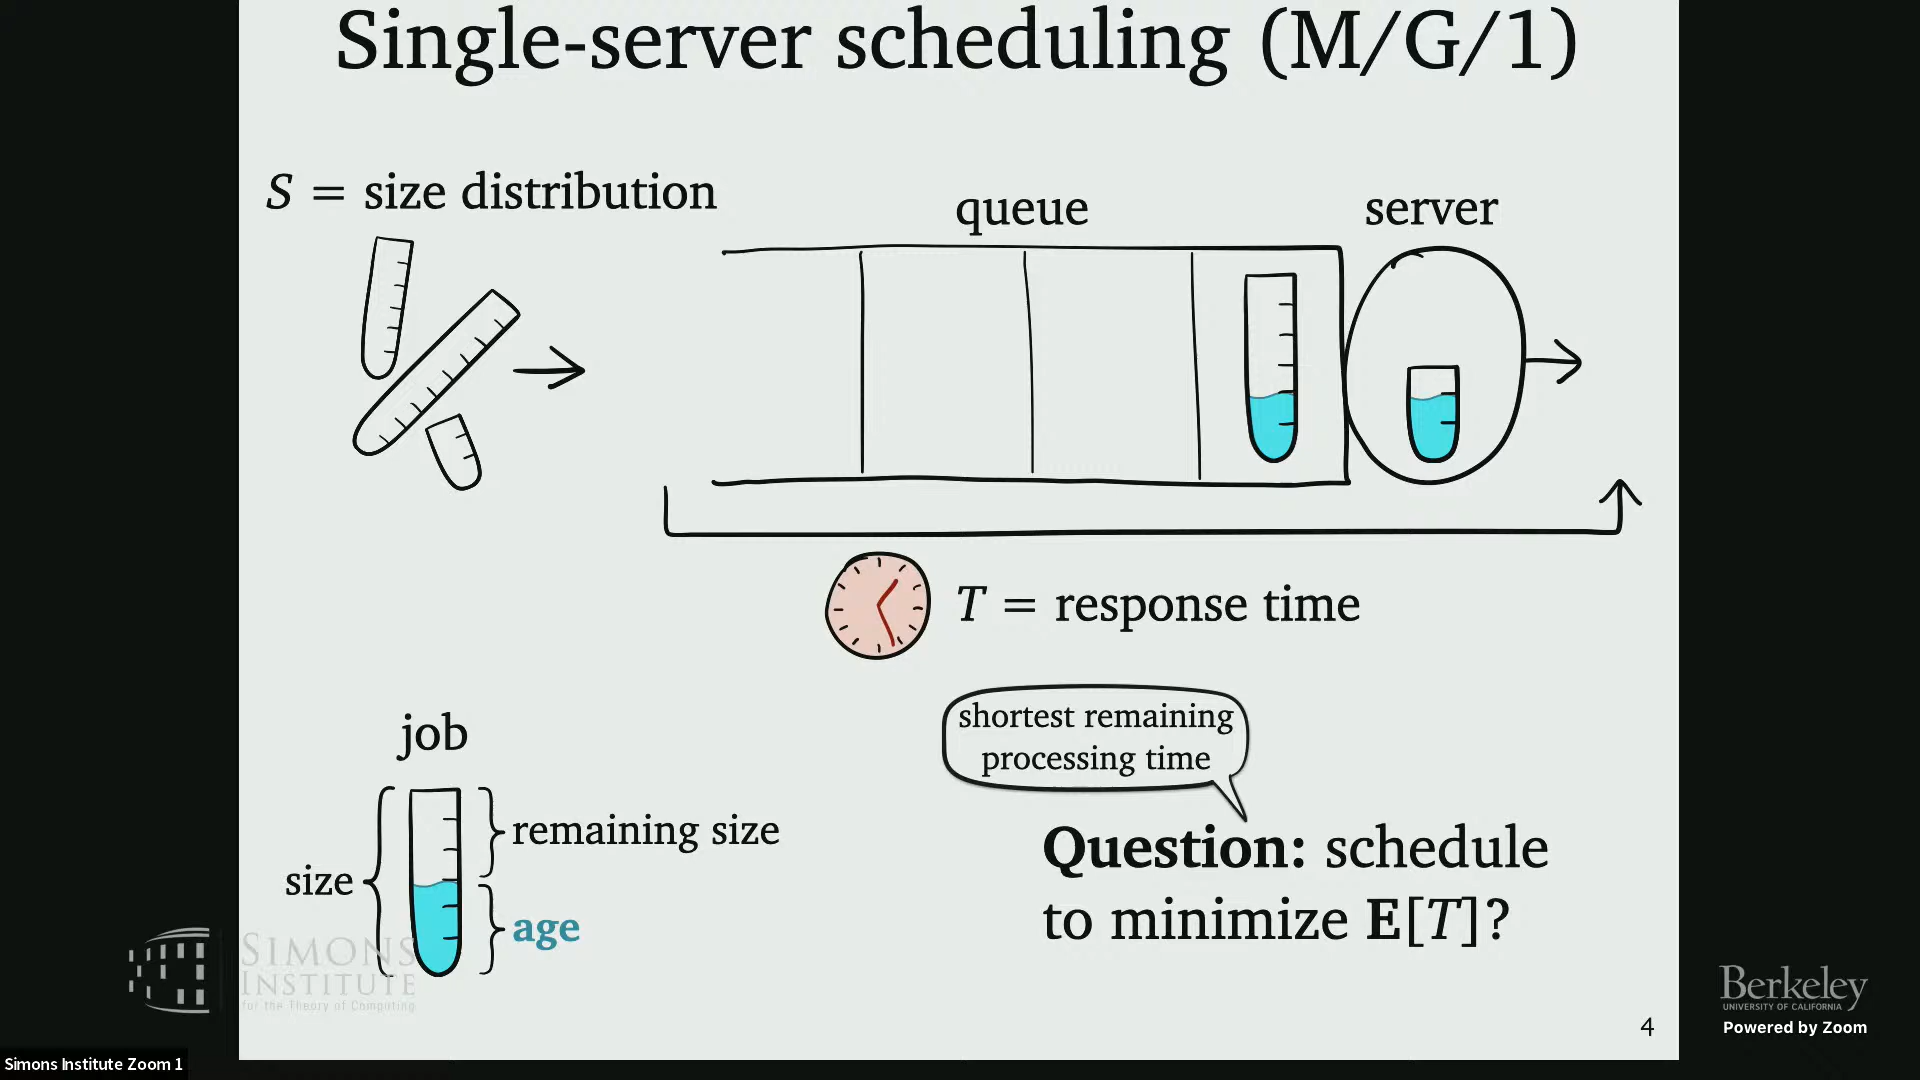 Single-server scheduling (M/G/1)
S = size distribution
queue
server
T = response time
shortest remaining
processing time
job
remaining size
size
age
Question: schedule
to minimize E[T]?
SIMONS
INSTITUTE
for the Theory of Computing
4
Berkeley
UNIVERSITY OF CALIFORNIA
Powered by Zoom
Simons Institute Zoom 1